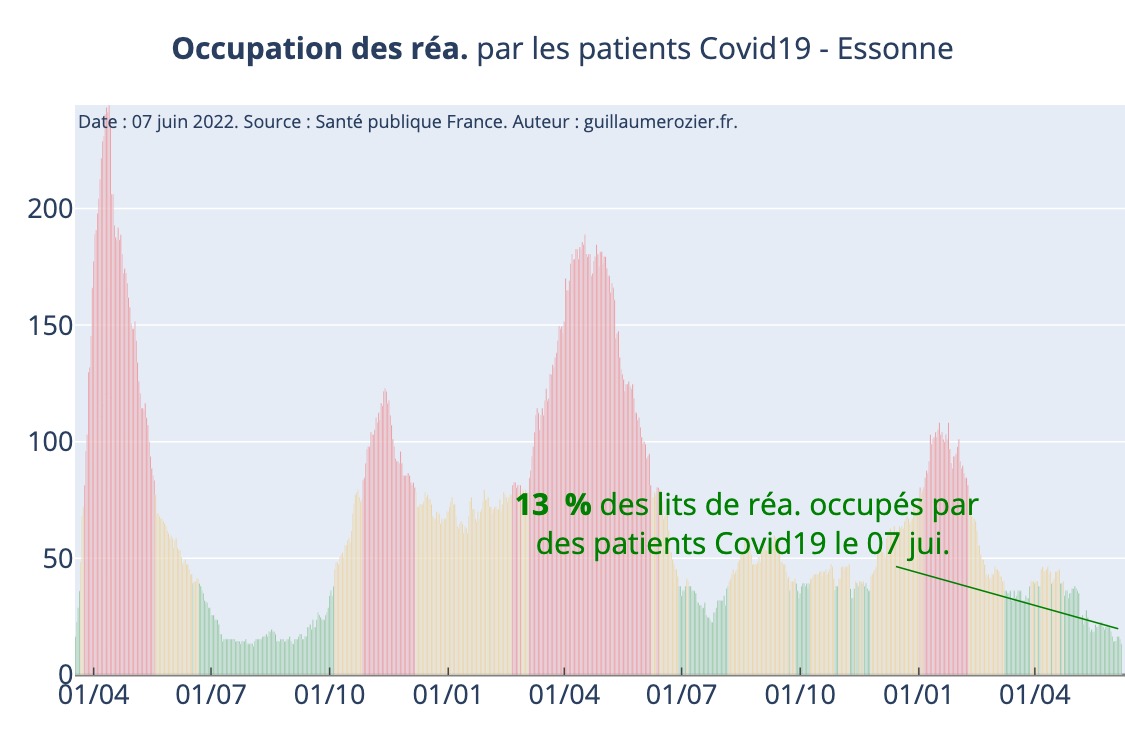 Occupation des réa. par les patients Covid19 - Essonne
Date : 07 juin 2022. Source : Santé publique France. Auteur : guillaumerozier.fr.
200
150
100
13 % des lits de réa. occupés par
des patients Covid19 le 07 jui.
50
0
01/04 01/07 01/10 01/01 01/04 01/07 01/10 01/01 01/04